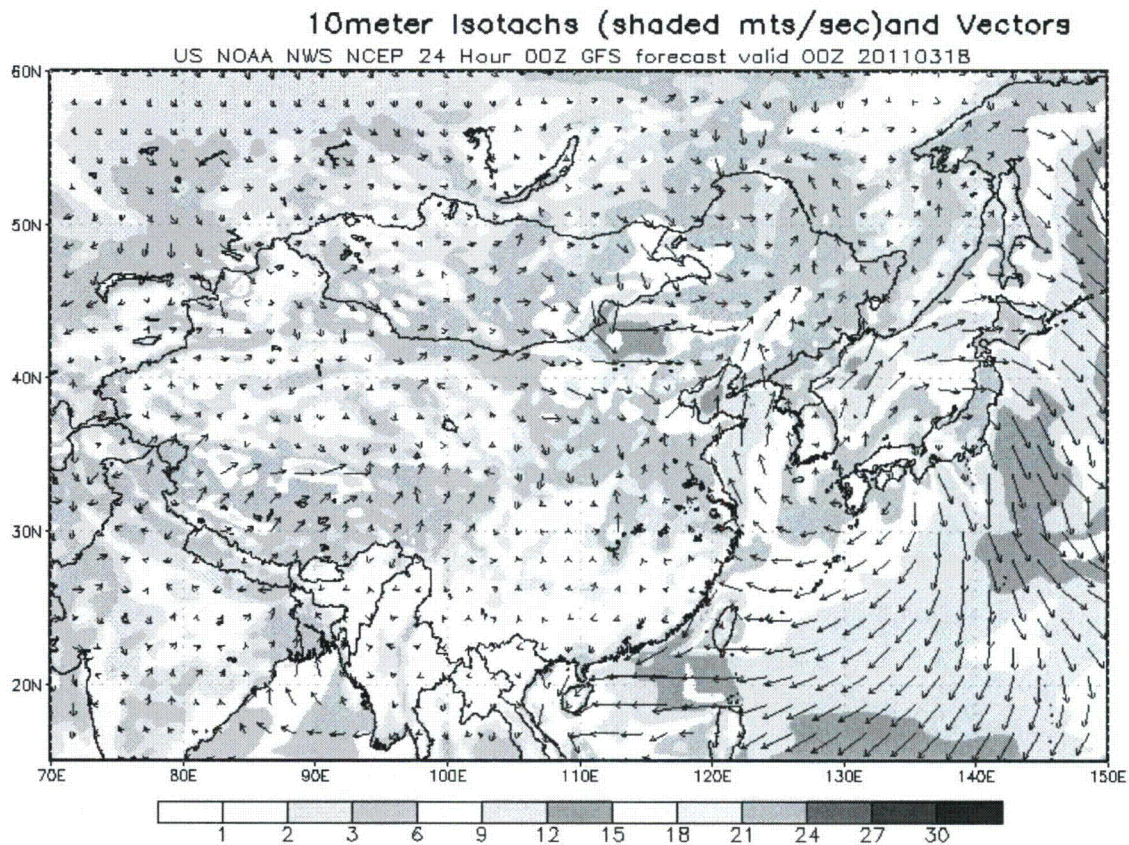 10meter Isotachs (shaded mts/sec)and Vectors
US NOAA NWS NCEP 24 Hour 00Z GFS forecast valid 00Z 20110318
60N
50N
40N
30N
20N
70E 80E 90E 100E 110E 120E 130E 140E 150E
1 2 3 6 9 12 15 18 21 24 27 30